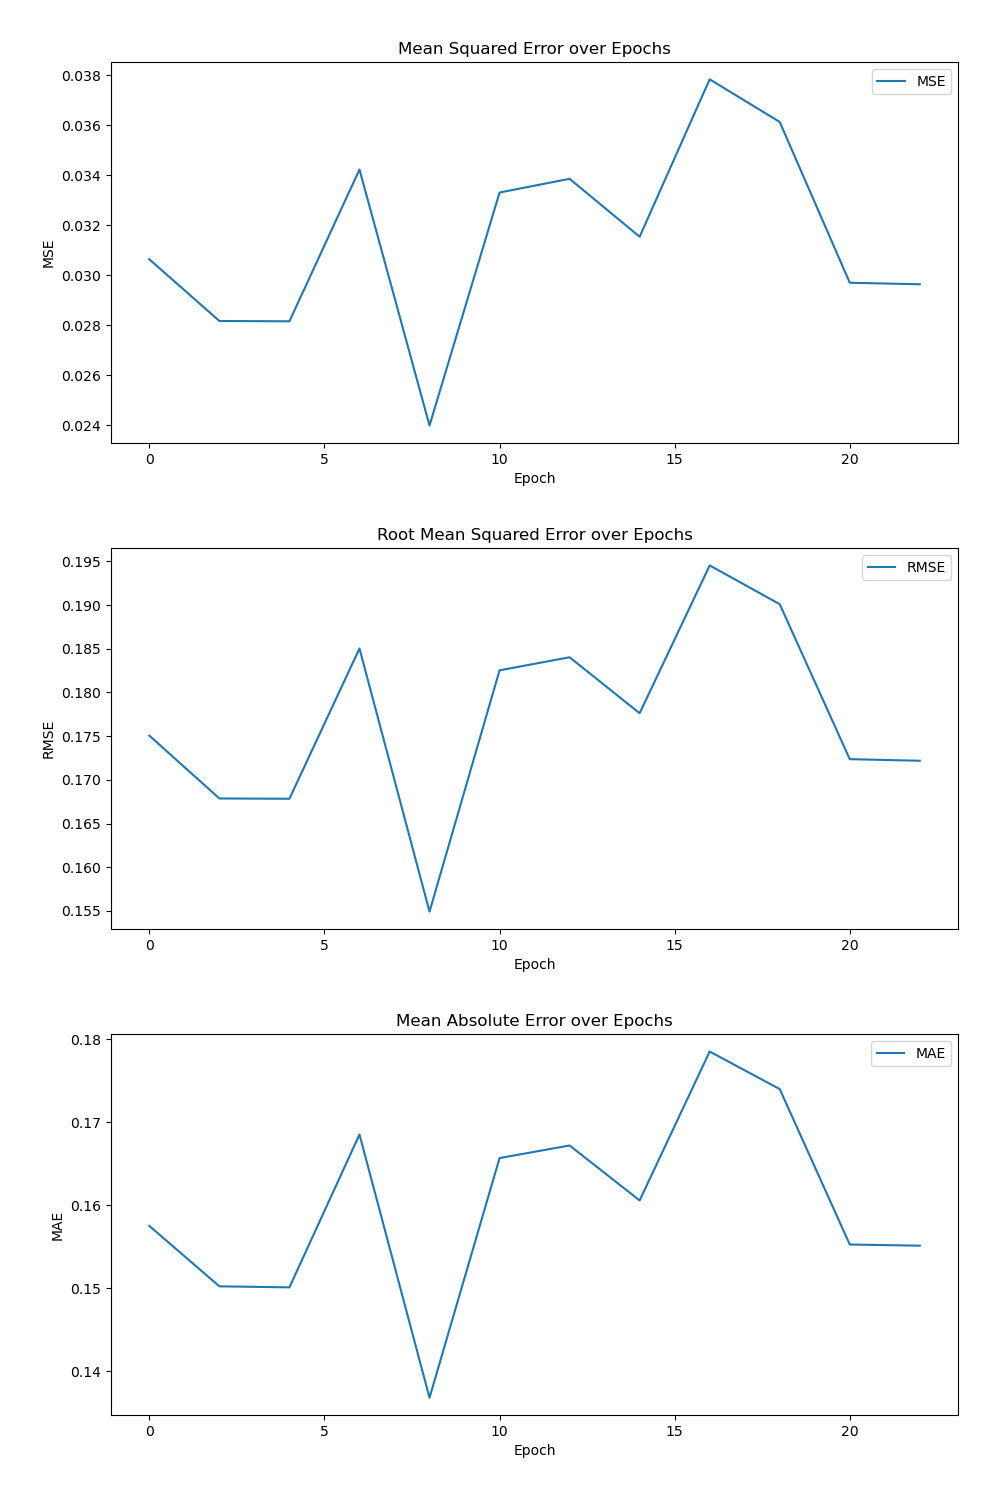 Mean Squared Error over Epochs
MSE
0.038
0.036
0.034
0.032
0.030
0.028
0.026
0.024
MSE
0 5 10 15 20
Epoch
Root Mean Squared Error over Epochs
RMSE
0.195
0.190
0.185
0.180
0.175
0.170
0.165
0.160
0.155
RMSE
0 5 10 15 20
Epoch
Mean Absolute Error over Epochs
MAE
0.18
0.17
0.16
0.15
0.14
MAE
0 5 10 15 20
Epoch